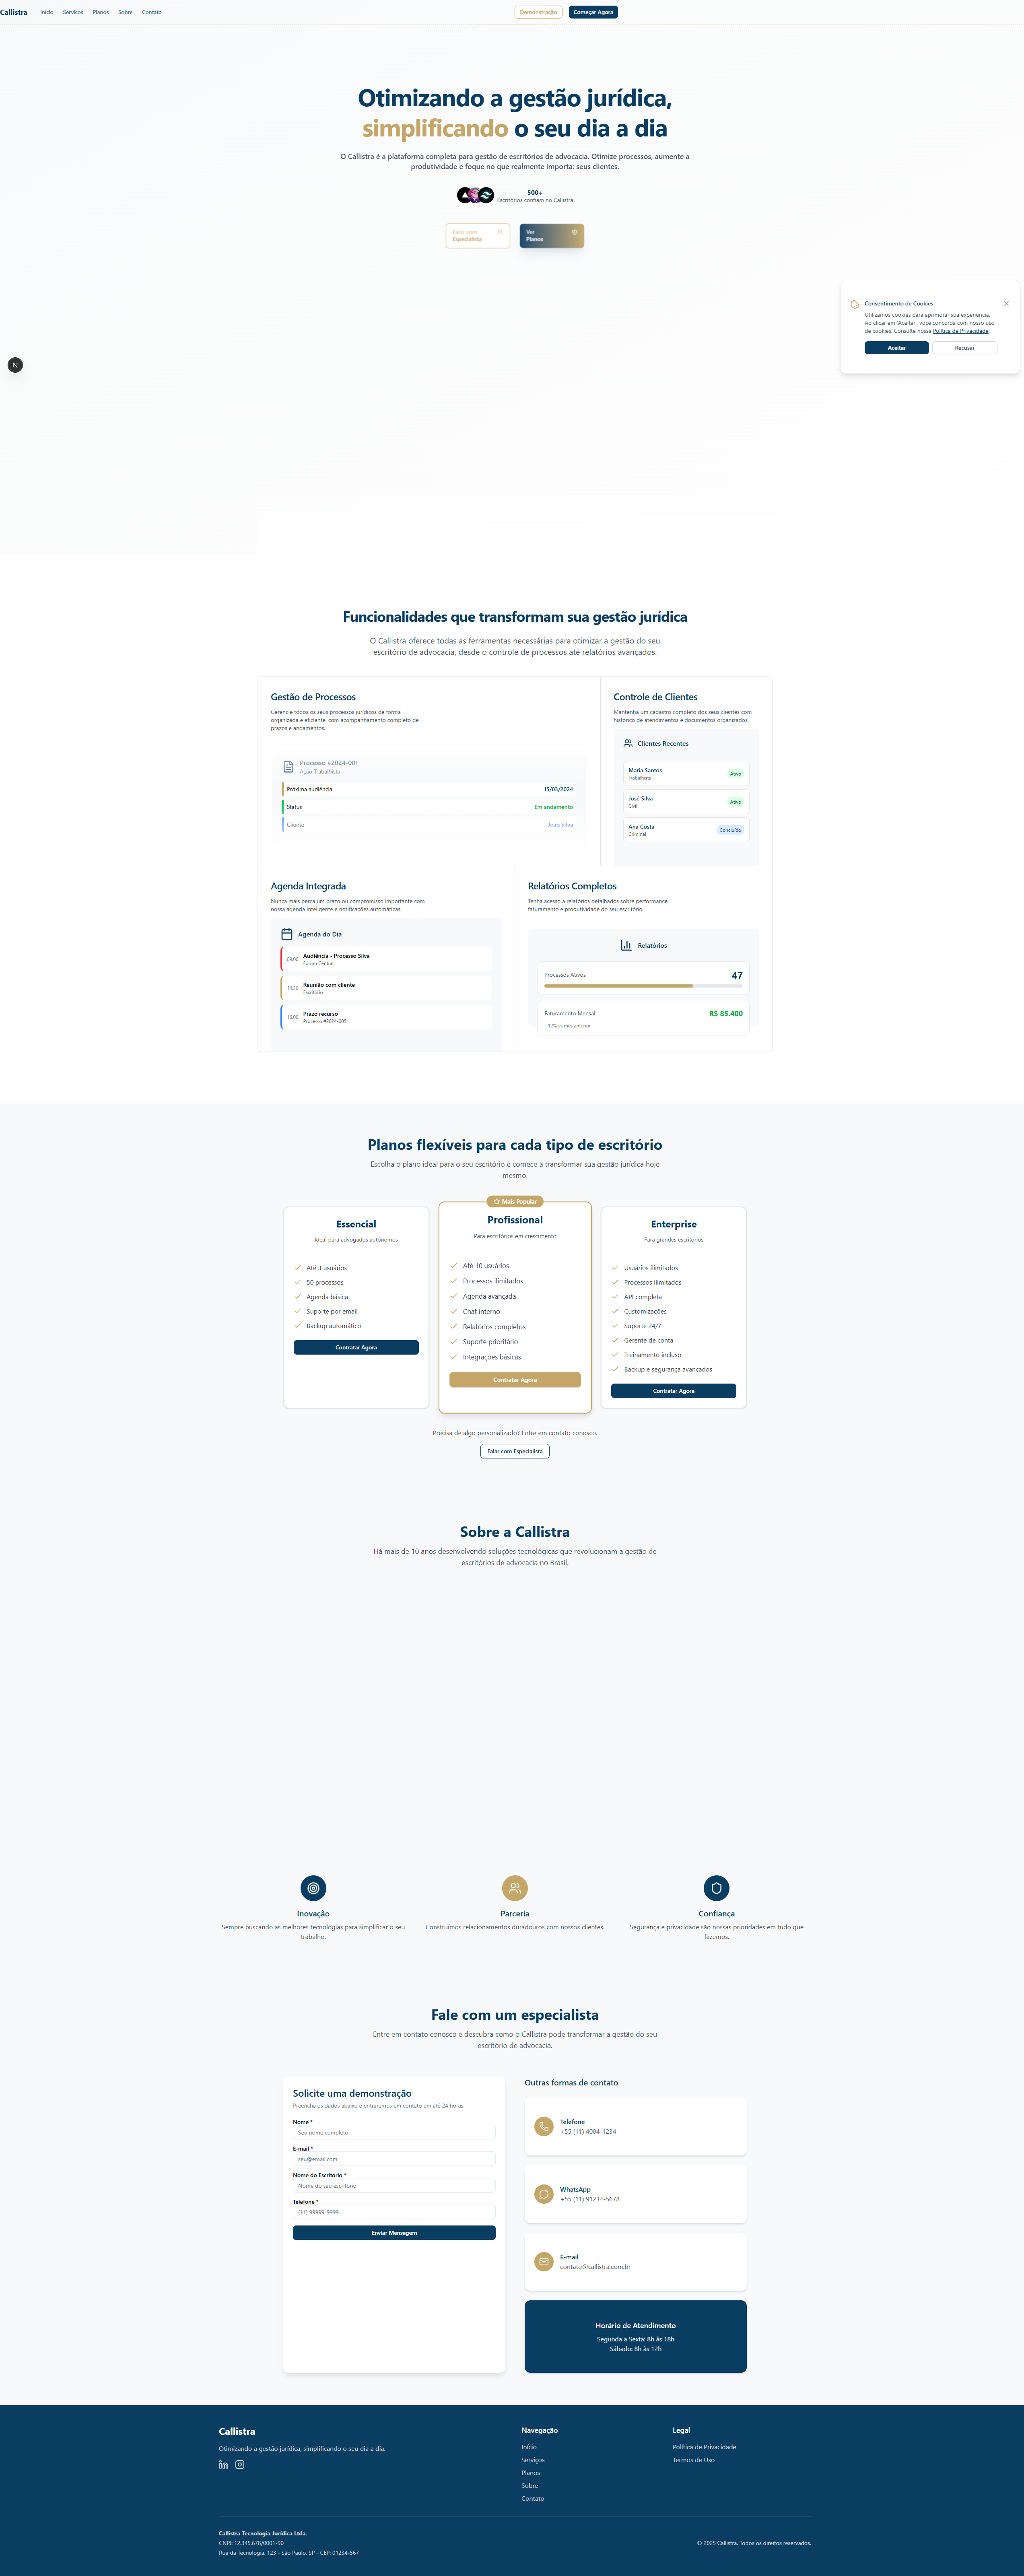 Callistra
Início
Serviços
Planos
Sobre
Contato
Demonstração
Começar Agora
Otimizando a gestão jurídica,
simplificando o seu dia a dia
O Callistra é a plataforma completa para gestão de escritórios de advocacia. Otimize processos, aumente a
produtividade e foque no que realmente importa: seus clientes.
500+
Escritórios confiam no Callistra
Falar com
Especialista
Ver
Planos
Consentimento de Cookies
Utilizamos cookies para aprimorar sua experiência.
Ao clicar em 'Aceitar', você concorda com nosso uso
de cookies. Consulte nossa Política de Privacidade.
Aceitar
Recusar
N
Funcionalidades que transformam sua gestão jurídica
O Callistra oferece todas as ferramentas necessárias para otimizar a gestão do seu
escritório de advocacia, desde o controle de processos até relatórios avançados.
Gestão de Processos
Gerencie todos os seus processos jurídicos de forma
organizada e eficiente, com acompanhamento completo de
prazos e andamentos.
Processo #2024-001
Ação Trabalhista
Próxima audiência
15/03/2024
Status
Em andamento
Cliente
João Silva
Controle de Clientes
Mantenha um cadastro completo dos seus clientes com
histórico de atendimentos e documentos organizados.
Clientes Recentes
Maria Santos
Trabalhista
Ativo
José Silva
Civil
Ativo
Ana Costa
Criminal
Concluído
Agenda Integrada
Nunca mais perca um prazo ou compromisso importante com
nossa agenda inteligente e notificações automáticas.
Agenda do Dia
09:00
Audiência - Processo Silva
Fórum Central
14:30
Reunião com cliente
Escritório
16:00
Prazo recurso
Processo #2024-005
Relatórios Completos
Tenha acesso a relatórios detalhados sobre performance,
faturamento e produtividade do seu escritório.
Relatórios
Processos Ativos
47
Faturamento Mensal
R$ 85.400
+12% vs mês anterior
Planos flexíveis para cada tipo de escritório
Escolha o plano ideal para o seu escritório e comece a transformar sua gestão jurídica hoje
mesmo.
Essencial
Ideal para advogados autônomos
Até 3 usuários
50 processos
Agenda básica
Suporte por email
Backup automático
Contratar Agora
Mais Popular
Profissional
Para escritórios em crescimento
Até 10 usuários
Processos ilimitados
Agenda avançada
Chat interno
Relatórios completos
Suporte prioritário
Integrações básicas
Contratar Agora
Enterprise
Para grandes escritórios
Usuários ilimitados
Processos ilimitados
API completa
Customizações
Suporte 24/7
Gerente de conta
Treinamento incluso
Backup e segurança avançados
Contratar Agora
Precisa de algo personalizado? Entre em contato conosco.
Falar com Especialista
Sobre a Callistra
Há mais de 10 anos desenvolvendo soluções tecnológicas que revolucionam a gestão de
escritórios de advocacia no Brasil.
Inovação
Sempre buscando as melhores tecnologias para simplificar o seu
trabalho.
Parceria
Construímos relacionamentos duradouros com nossos clientes.
Confiança
Segurança e privacidade são nossas prioridades em tudo que
fazemos.
Fale com um especialista
Entre em contato conosco e descubra como o Callistra pode transformar a gestão do seu
escritório de advocacia.
Solicite uma demonstração
Preencha os dados abaixo e entraremos em contato em até 24 horas.
Nome *
Seu nome completo
E-mail *
seu@email.com
Nome do Escritório *
Nome do seu escritório
Telefone *
(11) 99999-9999
Enviar Mensagem
Outras formas de contato
Telefone
+55 (11) 4004-1234
WhatsApp
+55 (11) 91234-5678
E-mail
contato@callistra.com.br
Horário de Atendimento
Segunda a Sexta: 8h às 18h
Sábado: 8h às 12h
Callistra
Otimizando a gestão jurídica, simplificando o seu dia a dia.
Navegação
Início
Serviços
Planos
Sobre
Contato
Legal
Política de Privacidade
Termos de Uso
Callistra Tecnologia Jurídica Ltda.
CNPJ: 12.345.678/0001-90
Rua da Tecnologia, 123 - São Paulo, SP - CEP: 01234-567
© 2025 Callistra. Todos os direitos reservados.